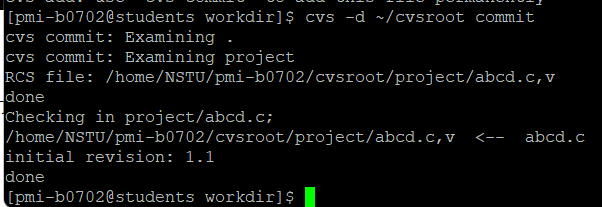 [pmi-b0702@students workdir]$ cvs -d ~/cvsroot commit
cvs commit: Examining .
cvs commit: Examining project
RCS file: /home/NSTU/pmi-b0702/cvsroot/project/abcd.c,v
done
Checking in project/abcd.c;
/home/NSTU/pmi-b0702/cvsroot/project/abcd.c,v  <--  abcd.c
initial revision: 1.1
done
[pmi-b0702@students workdir]$